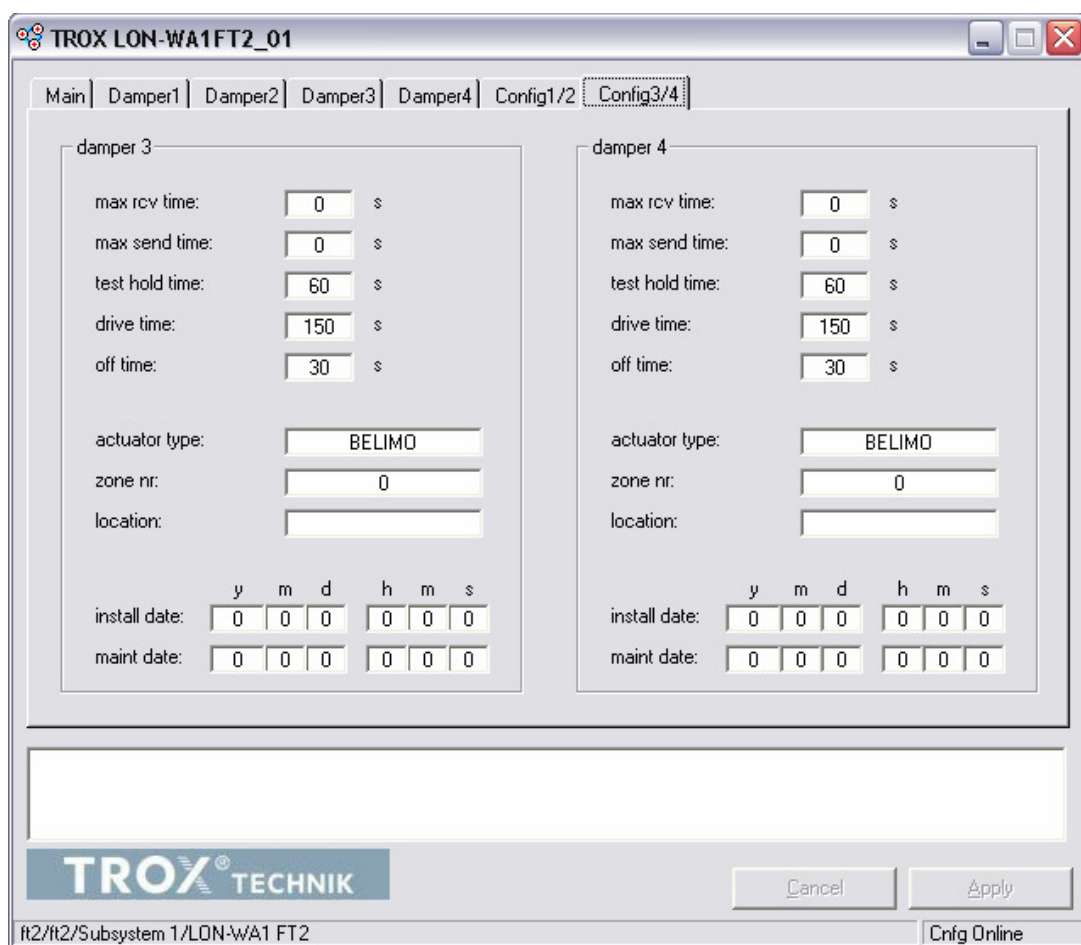 TROX LON-WA1FT2_01
Main Damper1 Damper2 Damper3 Damper4 Config1/2 Config3/4
damper 3
max rcv time: 0 s
max send time: 0 s
test hold time: 60 s
drive time: 150 s
off time: 30 s
actuator type: BELIMO
zone nr: 0
location:
y m d h m s
install date: 0 0 0 0 0 0
maint date: 0 0 0 0 0 0
damper 4
max rcv time: 0 s
max send time: 0 s
test hold time: 60 s
drive time: 150 s
off time: 30 s
actuator type: BELIMO
zone nr: 0
location:
y m d h m s
install date: 0 0 0 0 0 0
maint date: 0 0 0 0 0 0
TROX® TECHNIK
Cancel Apply
ft2/ft2/Subsystem 1/LON-WA1 FT2 Cnfg Online